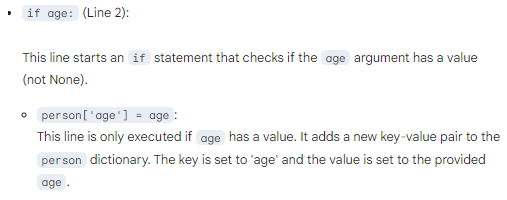 • if age: (Line 2):
This line starts an if statement that checks if the age argument has a value
(not None).
○ person['age'] = age :
This line is only executed if age has a value. It adds a new key-value pair to the
person dictionary. The key is set to 'age' and the value is set to the provided
age .